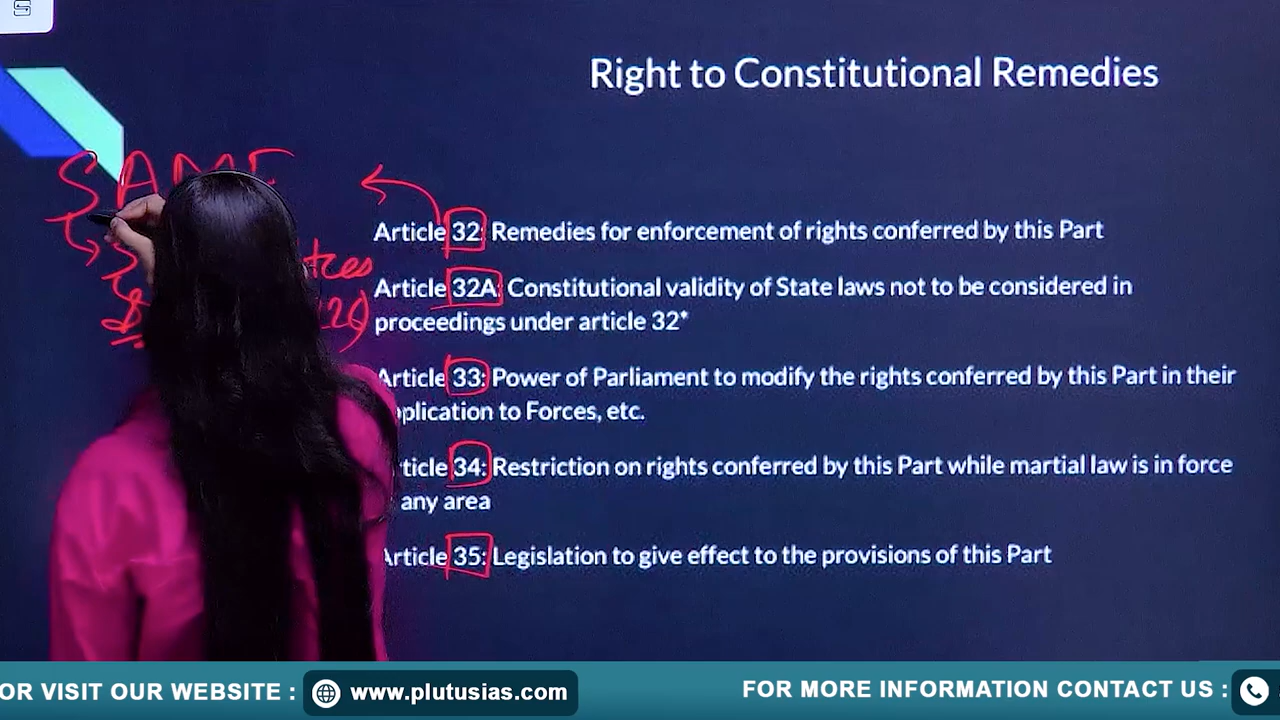 Right to Constitutional Remedies
SAME
Article 32: Remedies for enforcement of rights conferred by this Part
Article 32A: Constitutional validity of State laws not to be considered in
proceedings under article 32*
Article 33: Power of Parliament to modify the rights conferred by this Part in their
pplication to Forces, etc.
rticle 34: Restriction on rights conferred by this Part while martial law is in force
any area
Article 35: Legislation to give effect to the provisions of this Part
OR VISIT OUR WEBSITE : www.plutusias.com FOR MORE INFORMATION CONTACT US :